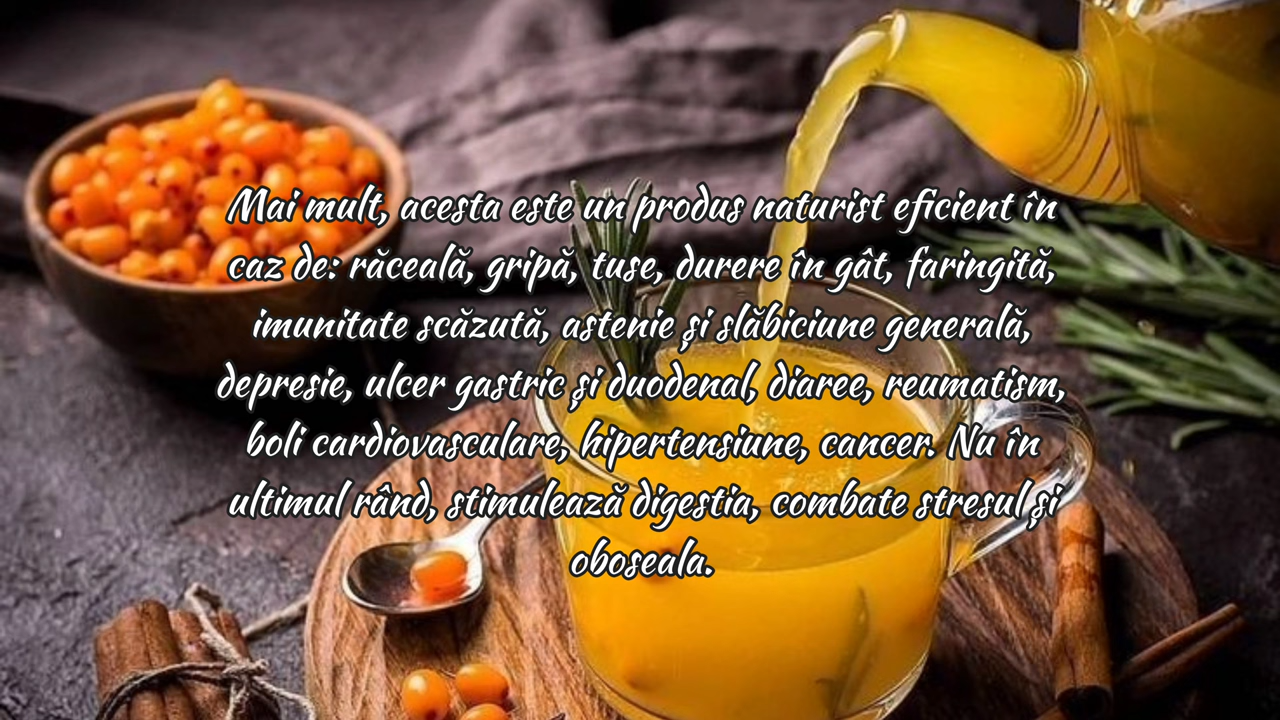 Mai mult, acesta este un produs naturist eficient în
caz de: răceală, gripă, tuse, durere în gât, faringită,
imunitate scăzută, astenie și slăbiciune generală,
depresie, ulcer gastric și duodenal, diaree, reumatism,
boli cardiovasculare, hipertensiune, cancer. Nu în
ultimul rând, stimulează digestia, combate stresul și
oboseala.